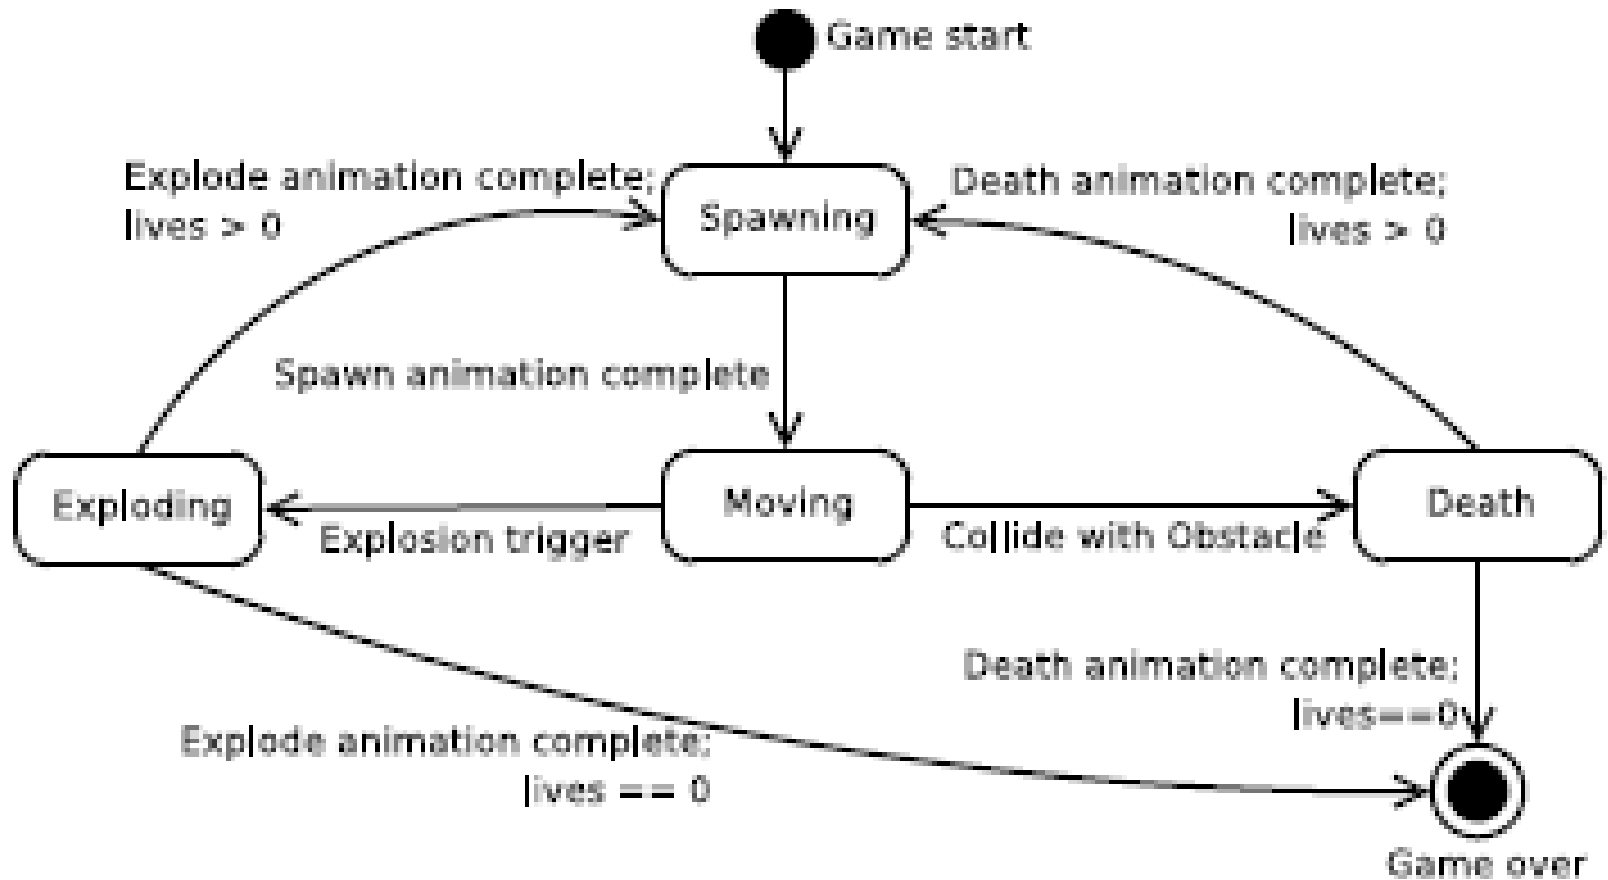 Game start
Explode animation complete;
lives > 0
Death animation complete;
lives > 0
Spawning
Spawn animation complete
Exploding
Moving
Death
Explosion trigger
Collide with Obstacle
Death animation complete;
lives==0
Explode animation complete;
lives == 0
Game over